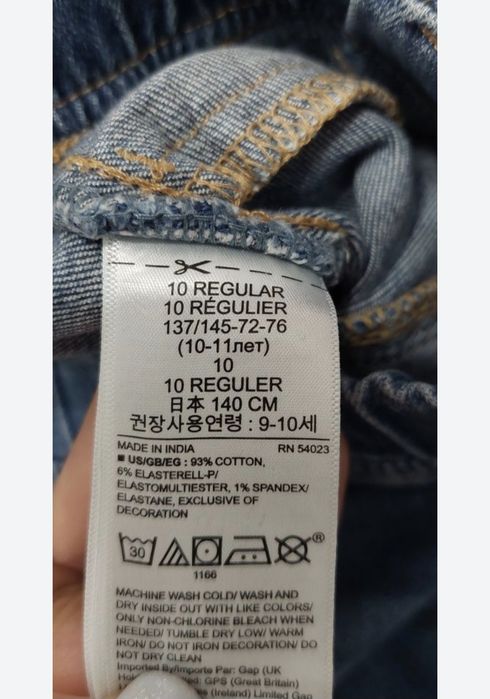 10 REGULAR
10 RÉGULIER
137/145-72-76
(10-11лет)
10
10 REGULER
日本 140 CM
권장사용연령 : 9-10세
MADE IN INDIA RN 54023
■ US/GB/EG : 93% COTTON,
6% ELASTERELL-P/
ELASTOMULTIESTER, 1% SPANDEX/
ELASTANE, EXCLUSIVE OF
DECORATION
30 ®
1166
MACHINE WASH COLD/ WASH AND
DRY INSIDE OUT WITH LIKE COLORS/
ONLY NON-CHLORINE BLEACH WHEN
NEEDED/ TUMBLE DRY LOW/ WARM
IRON/ DO NOT IRON DECORATION/ DO
NOT DRY CLEAN
Imported By/Importe Par: Gap (UK
Limited: GPS (Great Britain)
(Ireland) Limited Gap